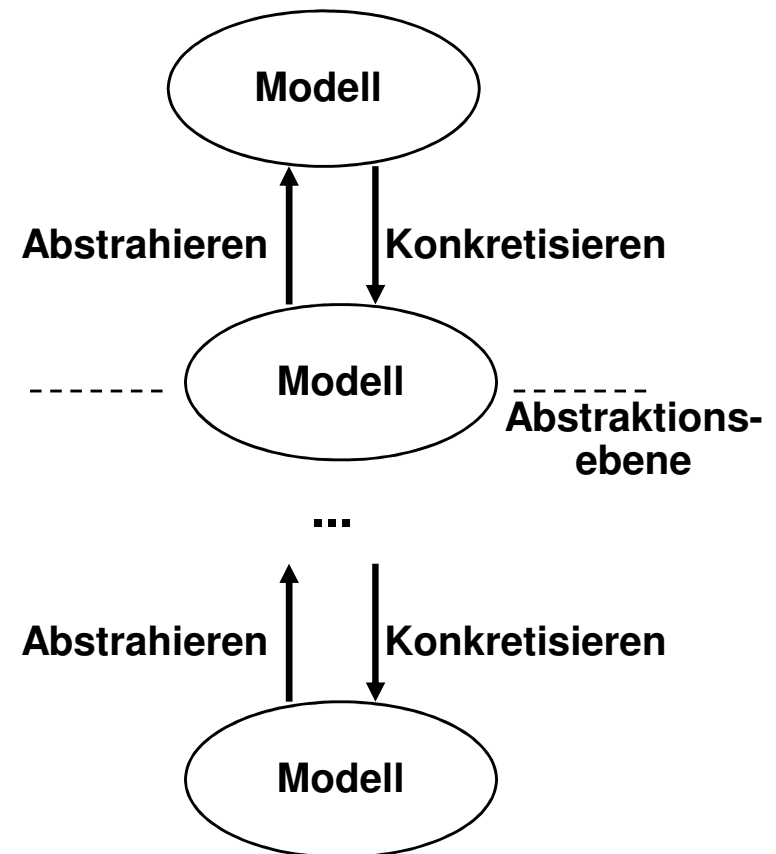 Modell
Abstrahieren Konkretisieren
Modell
Abstraktions-
ebene
...
Abstrahieren Konkretisieren
Modell